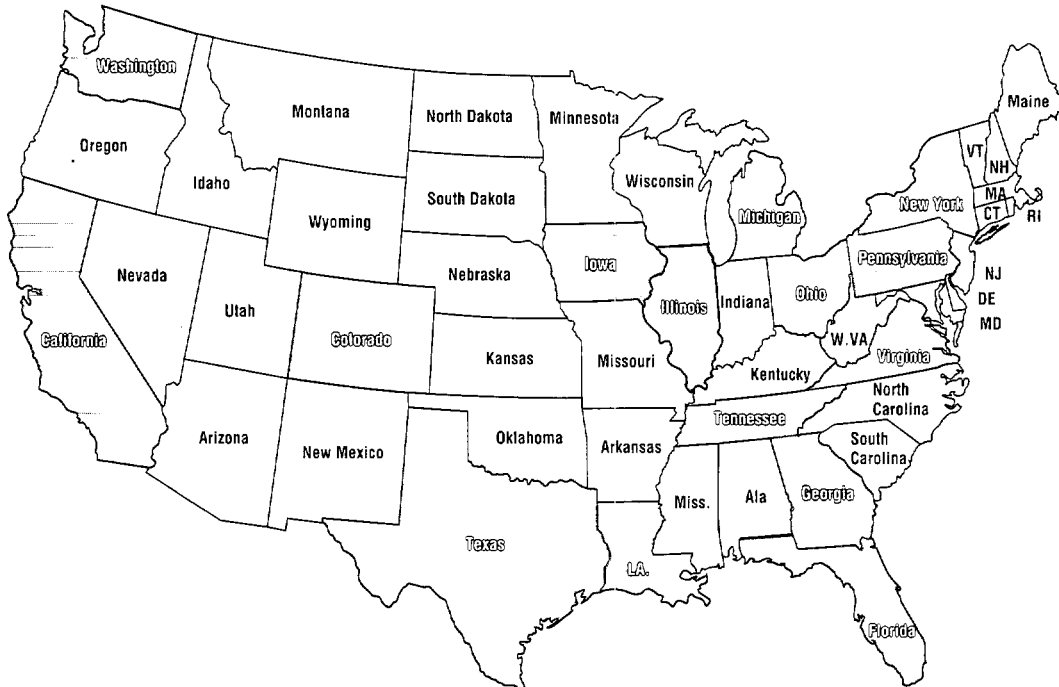 Washington
Montana
North Dakota
Minnesota
Maine
Oregon
Idaho
VT
NH
Wisconsin
South Dakota
MA
New York
CT
RI
Wyoming
Michigan
Iowa
Pennsylvania
Nevada
Nebraska
NJ
Ohio
DE
Utah
Illinois
Indiana
MD
California
Colorado
W.VA
Kansas
Missouri
Virginia
Kentucky
North
Carolina
Tennessee
Arizona
Oklahoma
Arkansas
South
Carolina
New Mexico
Miss.
Ala
Georgia
Texas
LA.
Florida